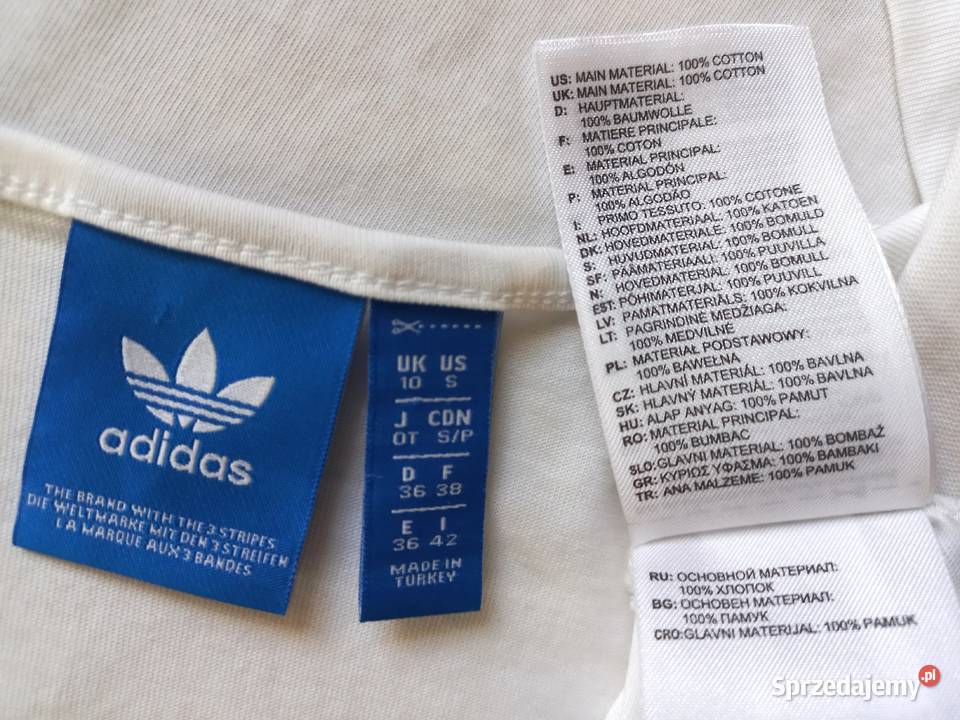 adidas
THE BRAND WITH THE 3 STRIPES
DIE WELTMARKE MIT DEN 3 STREIFEN
LA MARQUE AUX 3 BANDES
UK US
10 S
J CDN
OT S/P
D F
36 38
E I
36 42
MADE IN
TURKEY
US: MAIN MATERIAL: 100% COTTON
UK: MAIN MATERIAL: 100% COTTON
D: HAUPTMATERIAL:
100% BAUMWOLLE
F: MATIERE PRINCIPALE:
100% COTON
E: MATERIAL PRINCIPAL:
100% ALGODÓN
P: MATERIAL PRINCIPAL:
100% ALGODÃO
I: PRIMO TESSUTO: 100% COTONE
NL: HOOFDMATERIAAL: 100% KATOEN
DK: HOVEDMATERIALE: 100% BOMULD
S: HUVUDMATERIAL: 100% BOMULL
SF: PÄÄMATERIAALI: 100% PUUVILLA
N: HOVEDMATERIAL: 100% BOMULL
EST: PÕHIMATERJAL: 100% PUUVILL
LV: PAMATMATERIĀLS: 100% KOKVILNA
LT: PAGRINDINĖ MEDŽIAGA:
100% MEDVILNĖ
PL: MATERIAŁ PODSTAWOWY:
100% BAWEŁNA
CZ: HLAVNÍ MATERIÁL: 100% BAVLNA
SK: HLAVNÝ MATERIÁL: 100% BAVLNA
HU: ALAP ANYAG: 100% PAMUT
RO: MATERIAL PRINCIPAL:
100% BUMBAC
SLO: GLAVNI MATERIAL: 100% BOMBAŽ
GR: ΚΥΡΙΩΣ ΥΦΑΣΜΑ: 100% ΒΑΜΒΑΚΙ
TR: ANA MALZEME: 100% PAMUK
RU: ОСНОВНОЙ МАТЕРИАЛ:
100% ХЛОПОК
BG: ОСНОВЕН МАТЕРИАЛ:
100% ПАМУК
CRO: GLAVNI MATERIJAL: 100% PAMUK
Sprzedajemy.pl